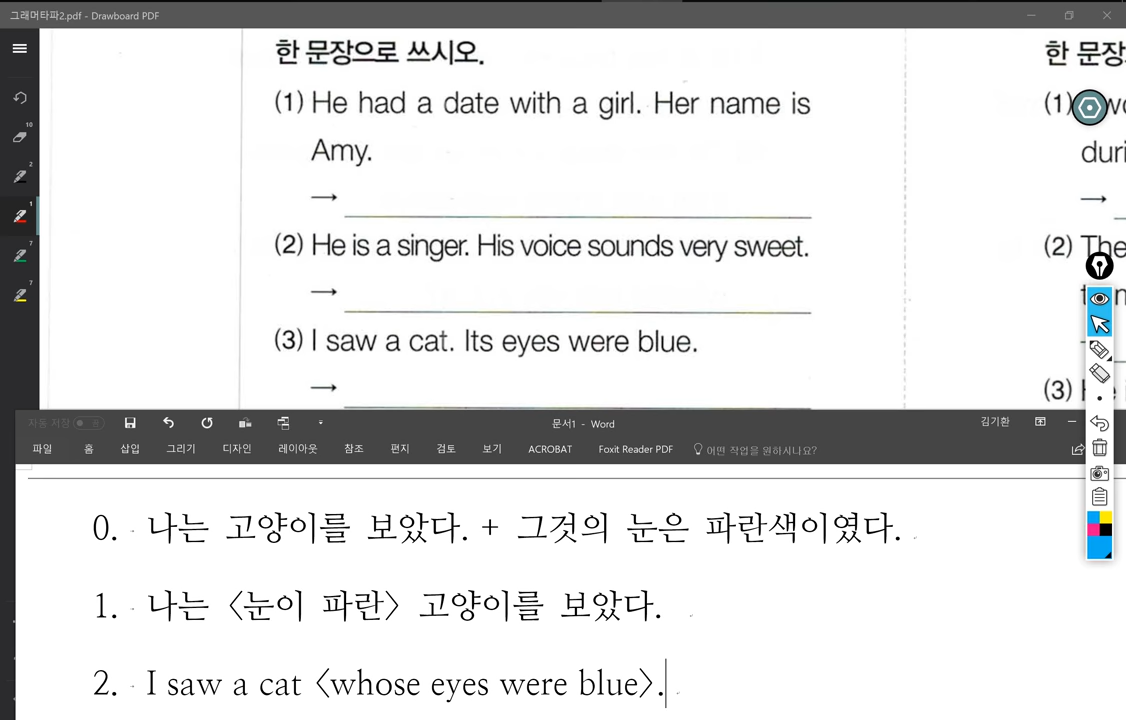 그래머타파2.pdf - Drawboard PDF
한 문장으로 쓰시오.
(1) He had a date with a girl. Her name is
Amy.
→
(2) He is a singer. His voice sounds very sweet.
→
(3) I saw a cat. Its eyes were blue.
→
한 문장
(1)
duri
→
(2) The
(3)
10
2
1
7
7
자동 저장
문서1 - Word
김기환
파일 홈 삽입 그리기 디자인 레이아웃 참조 편지 검토 보기 ACROBAT Foxit Reader PDF 어떤 작업을 원하시나요?
0. 나는 고양이를 보았다. + 그것의 눈은 파란색이였다.
1. 나는 〈눈이 파란〉 고양이를 보았다.
2. I saw a cat 〈whose eyes were blue〉.